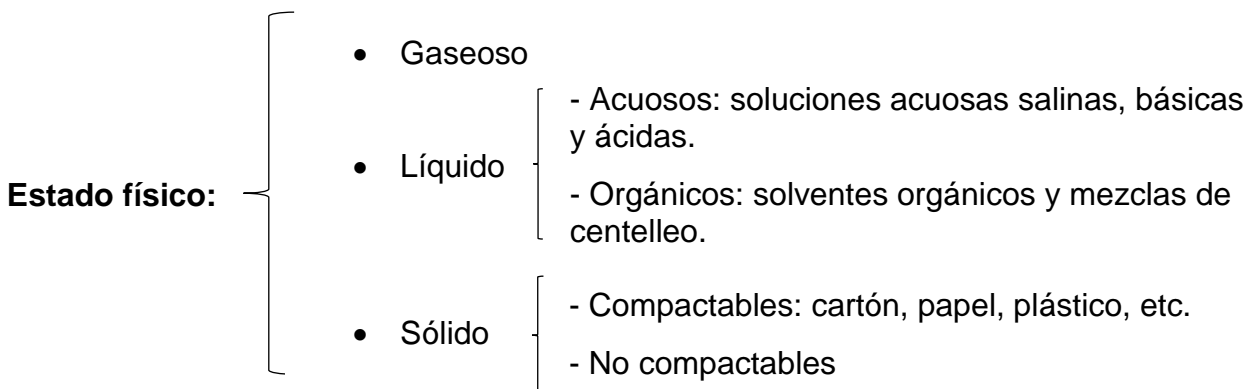 Estado físico:
• Gaseoso
• Líquido
- Acuosos: soluciones acuosas salinas, básicas
y ácidas.
- Orgánicos: solventes orgánicos y mezclas de
centelleo.
• Sólido
- Compactables: cartón, papel, plástico, etc.
- No compactables